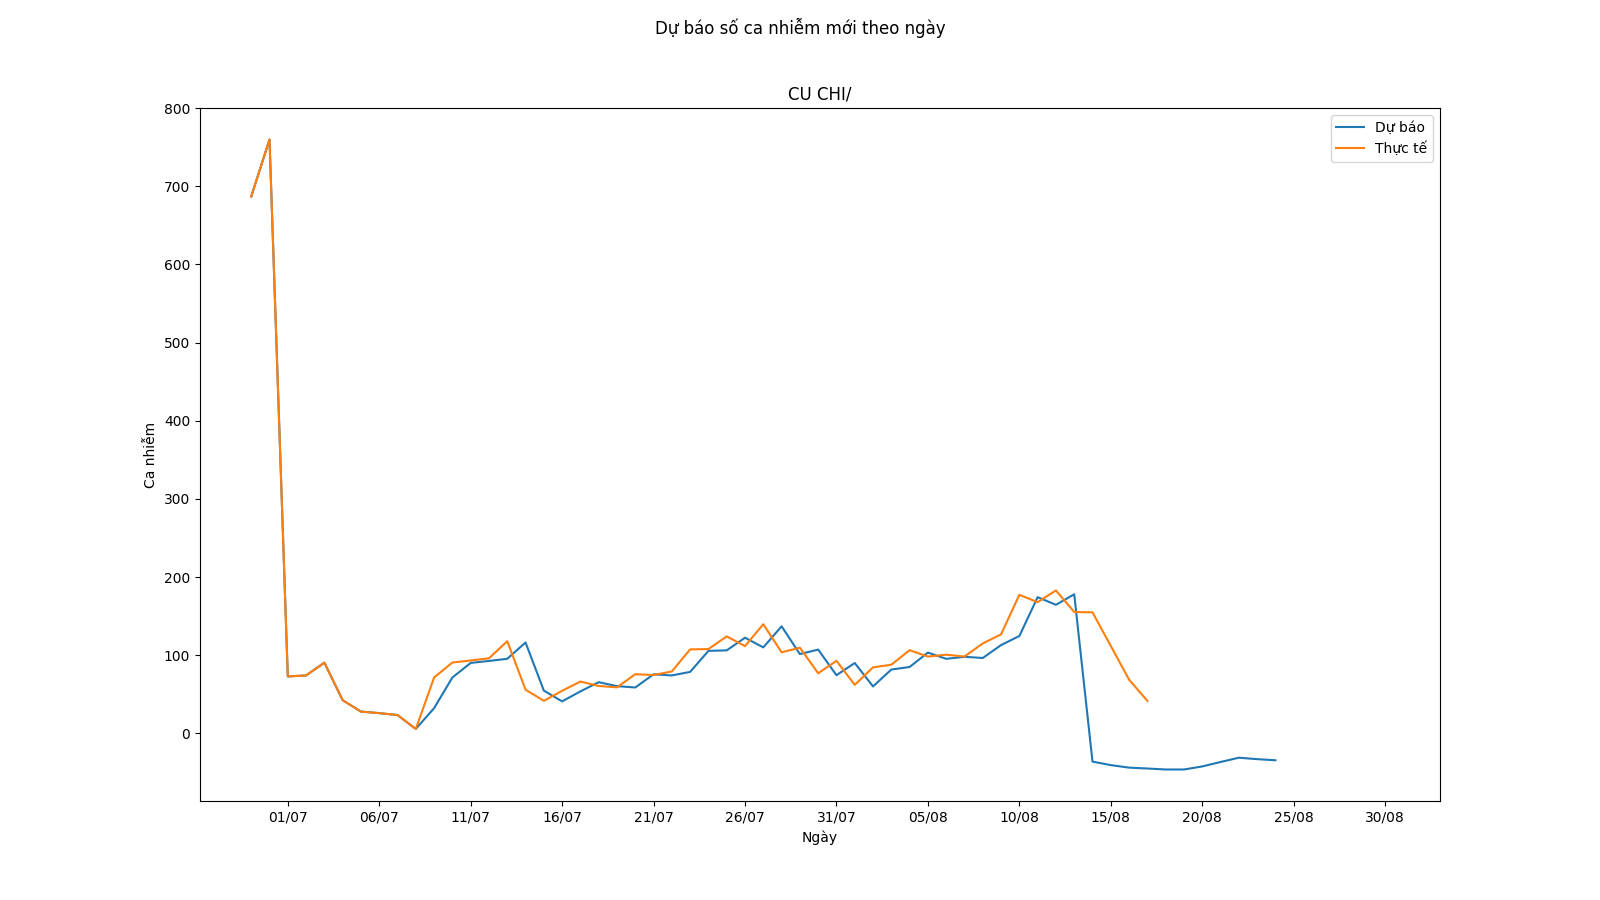 Dự báo số ca nhiễm mới theo ngày
CU CHI/
Dự báo
Thực tế
800
700
600
500
400
300
200
100
0
Ca nhiễm
01/07 06/07 11/07 16/07 21/07 26/07 31/07 05/08 10/08 15/08 20/08 25/08 30/08
Ngày